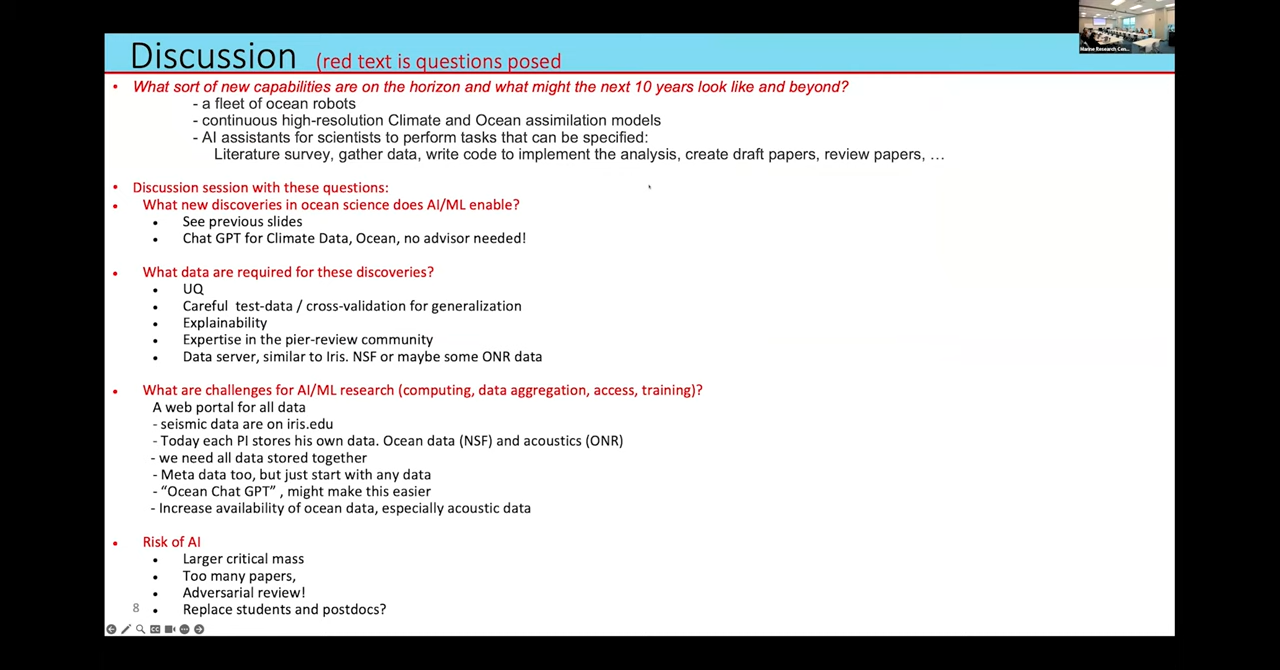 Discussion (red text is questions posed
Marine Research Cen...
• What sort of new capabilities are on the horizon and what might the next 10 years look like and beyond?
- a fleet of ocean robots
- continuous high-resolution Climate and Ocean assimilation models
- AI assistants for scientists to perform tasks that can be specified:
Literature survey, gather data, write code to implement the analysis, create draft papers, review papers, …
• Discussion session with these questions:
• What new discoveries in ocean science does AI/ML enable?
• See previous slides
• Chat GPT for Climate Data, Ocean, no advisor needed!
• What data are required for these discoveries?
• UQ
• Careful test-data / cross-validation for generalization
• Explainability
• Expertise in the pier-review community
• Data server, similar to Iris. NSF or maybe some ONR data
• What are challenges for AI/ML research (computing, data aggregation, access, training)?
A web portal for all data
- seismic data are on iris.edu
- Today each PI stores his own data. Ocean data (NSF) and acoustics (ONR)
- we need all data stored together
- Meta data too, but just start with any data
- “Ocean Chat GPT” , might make this easier
- Increase availability of ocean data, especially acoustic data
• Risk of AI
• Larger critical mass
• Too many papers,
• Adversarial review!
• Replace students and postdocs?
8